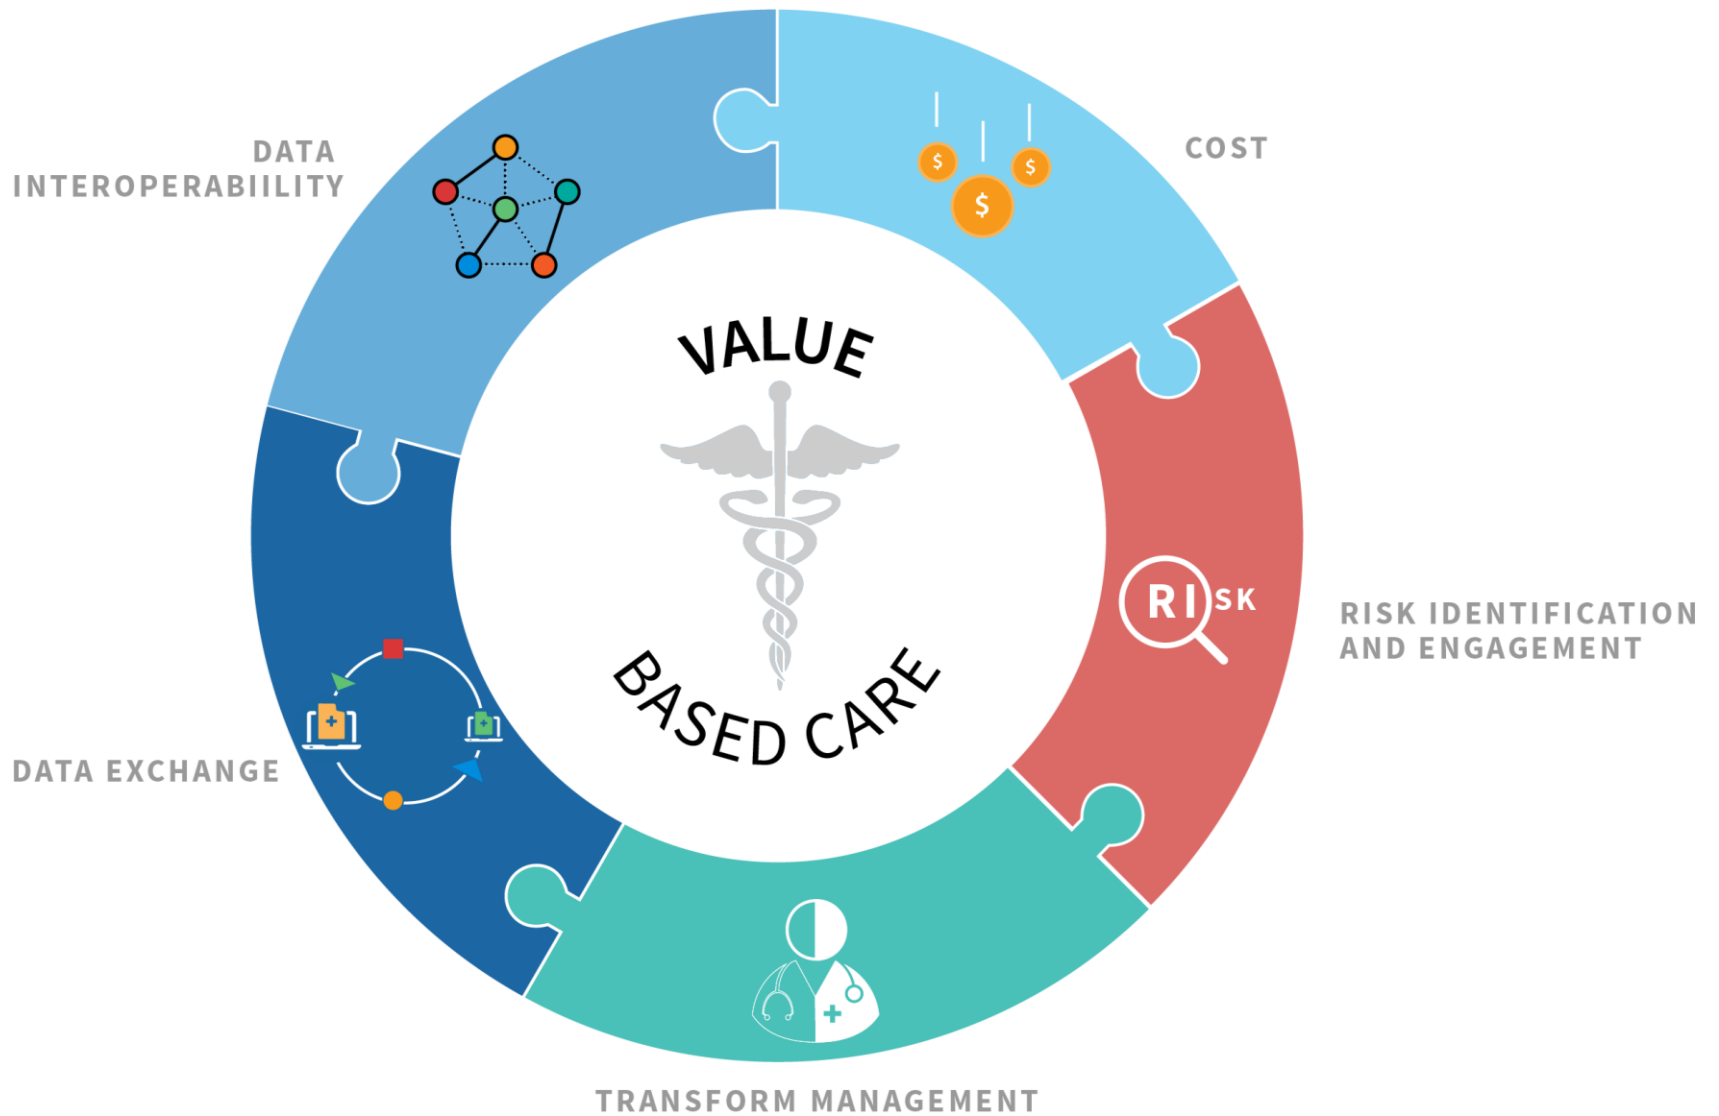 DATA
INTEROPERABIILITY
COST
$
$
$
VALUE
RISK
RISK IDENTIFICATION
AND ENGAGEMENT
BASED CARE
DATA EXCHANGE
TRANSFORM MANAGEMENT